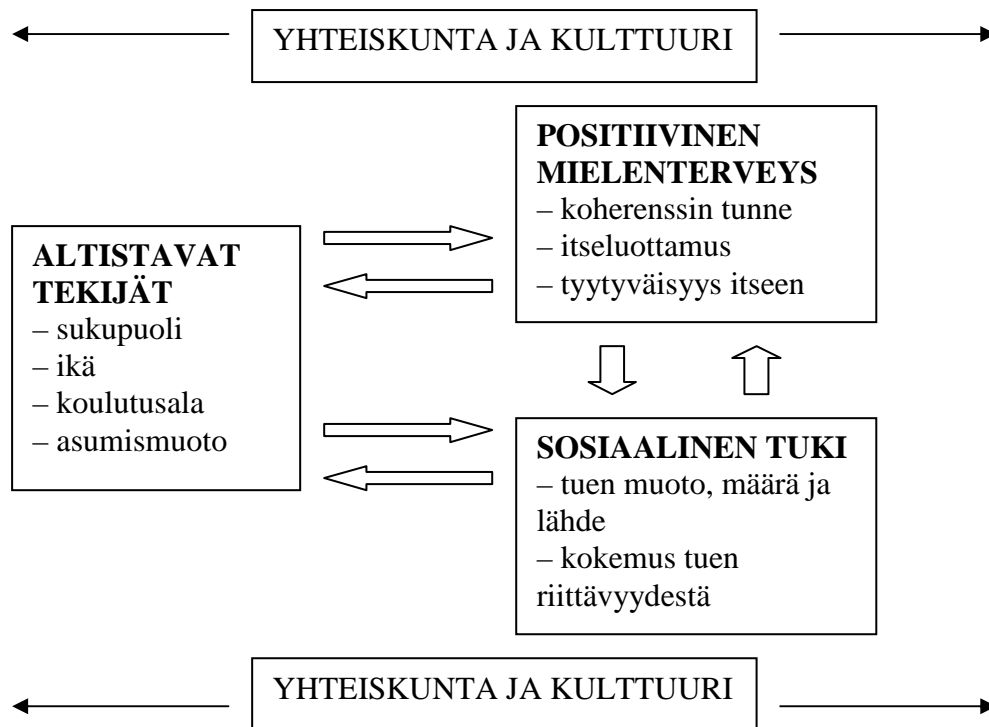 YHTEISKUNTA JA KULTTUURI
POSITIIVINEN
MIELENTERVEYS
– koherenssin tunne
– itseluottamus
– tyytyväisyys itseen
ALTISTAVAT
TEKIJÄT
– sukupuoli
– ikä
– koulutusala
– asumismuoto
SOSIAALINEN TUKI
– tuen muoto, määrä ja
lähde
– kokemus tuen
riittävyydestä
YHTEISKUNTA JA KULTTUURI